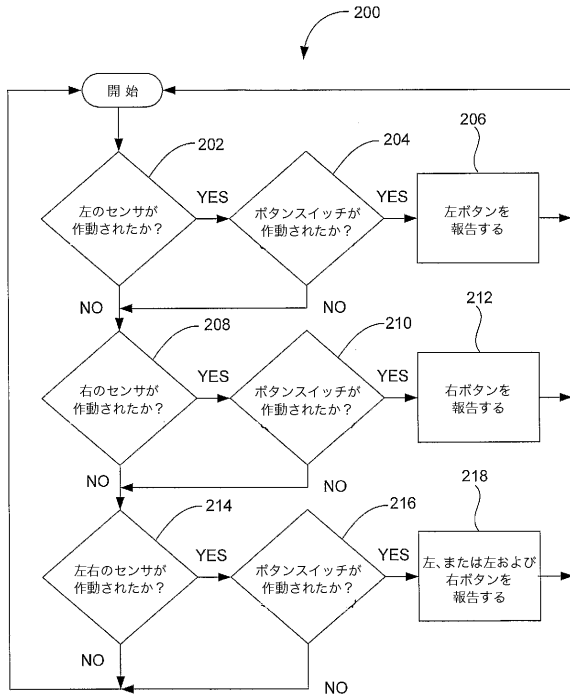 200
開 始
202
204
206
左のセンサが
作動されたか?
YES
ボタンスイッチが
作動されたか?
YES
左ボタンを
報告する
NO
NO
208
210
212
右のセンサが
作動されたか?
YES
ボタンスイッチが
作動されたか?
YES
右ボタンを
報告する
NO
NO
214
216
218
左右のセンサが
作動されたか?
YES
ボタンスイッチが
作動されたか?
YES
左、または左および
右ボタンを
報告する
NO
NO